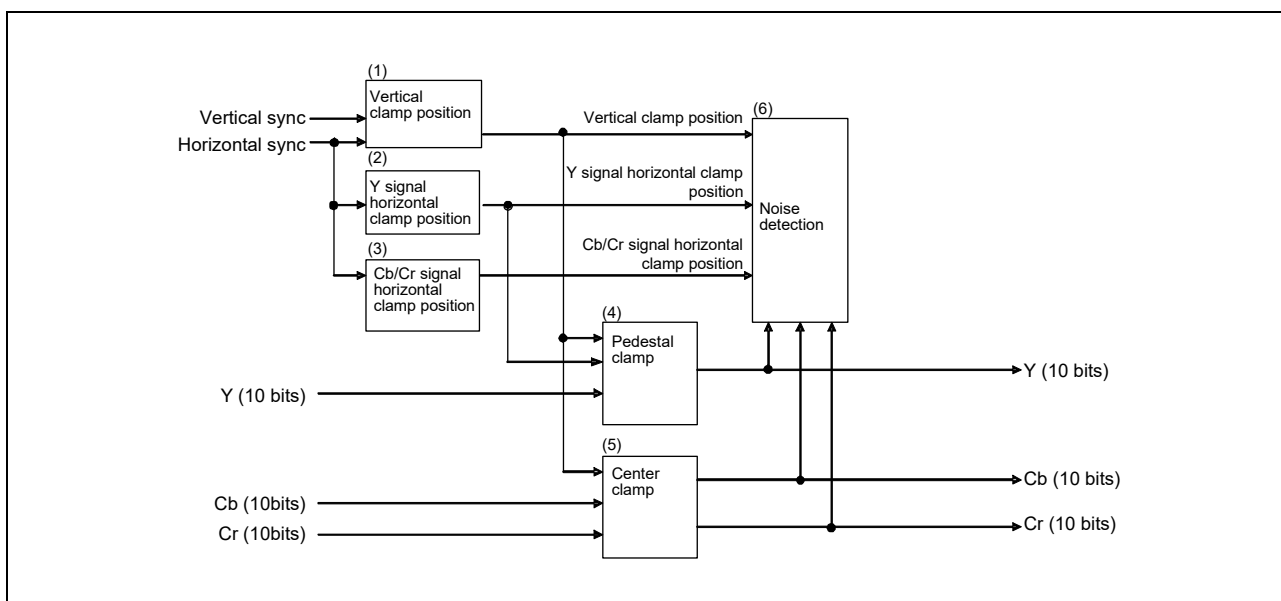 (1)
Vertical
clamp position
Vertical sync
Horizontal sync
(2)
Y signal
horizontal
clamp position
(3)
Cb/Cr signal
horizontal
clamp position
Vertical clamp position
Y signal horizontal clamp
position
Cb/Cr signal horizontal
clamp position
(6)
Noise
detection
(4)
Pedestal
clamp
Y (10 bits)
Y (10 bits)
(5)
Center
clamp
Cb (10bits)
Cr (10bits)
Cb (10 bits)
Cr (10 bits)